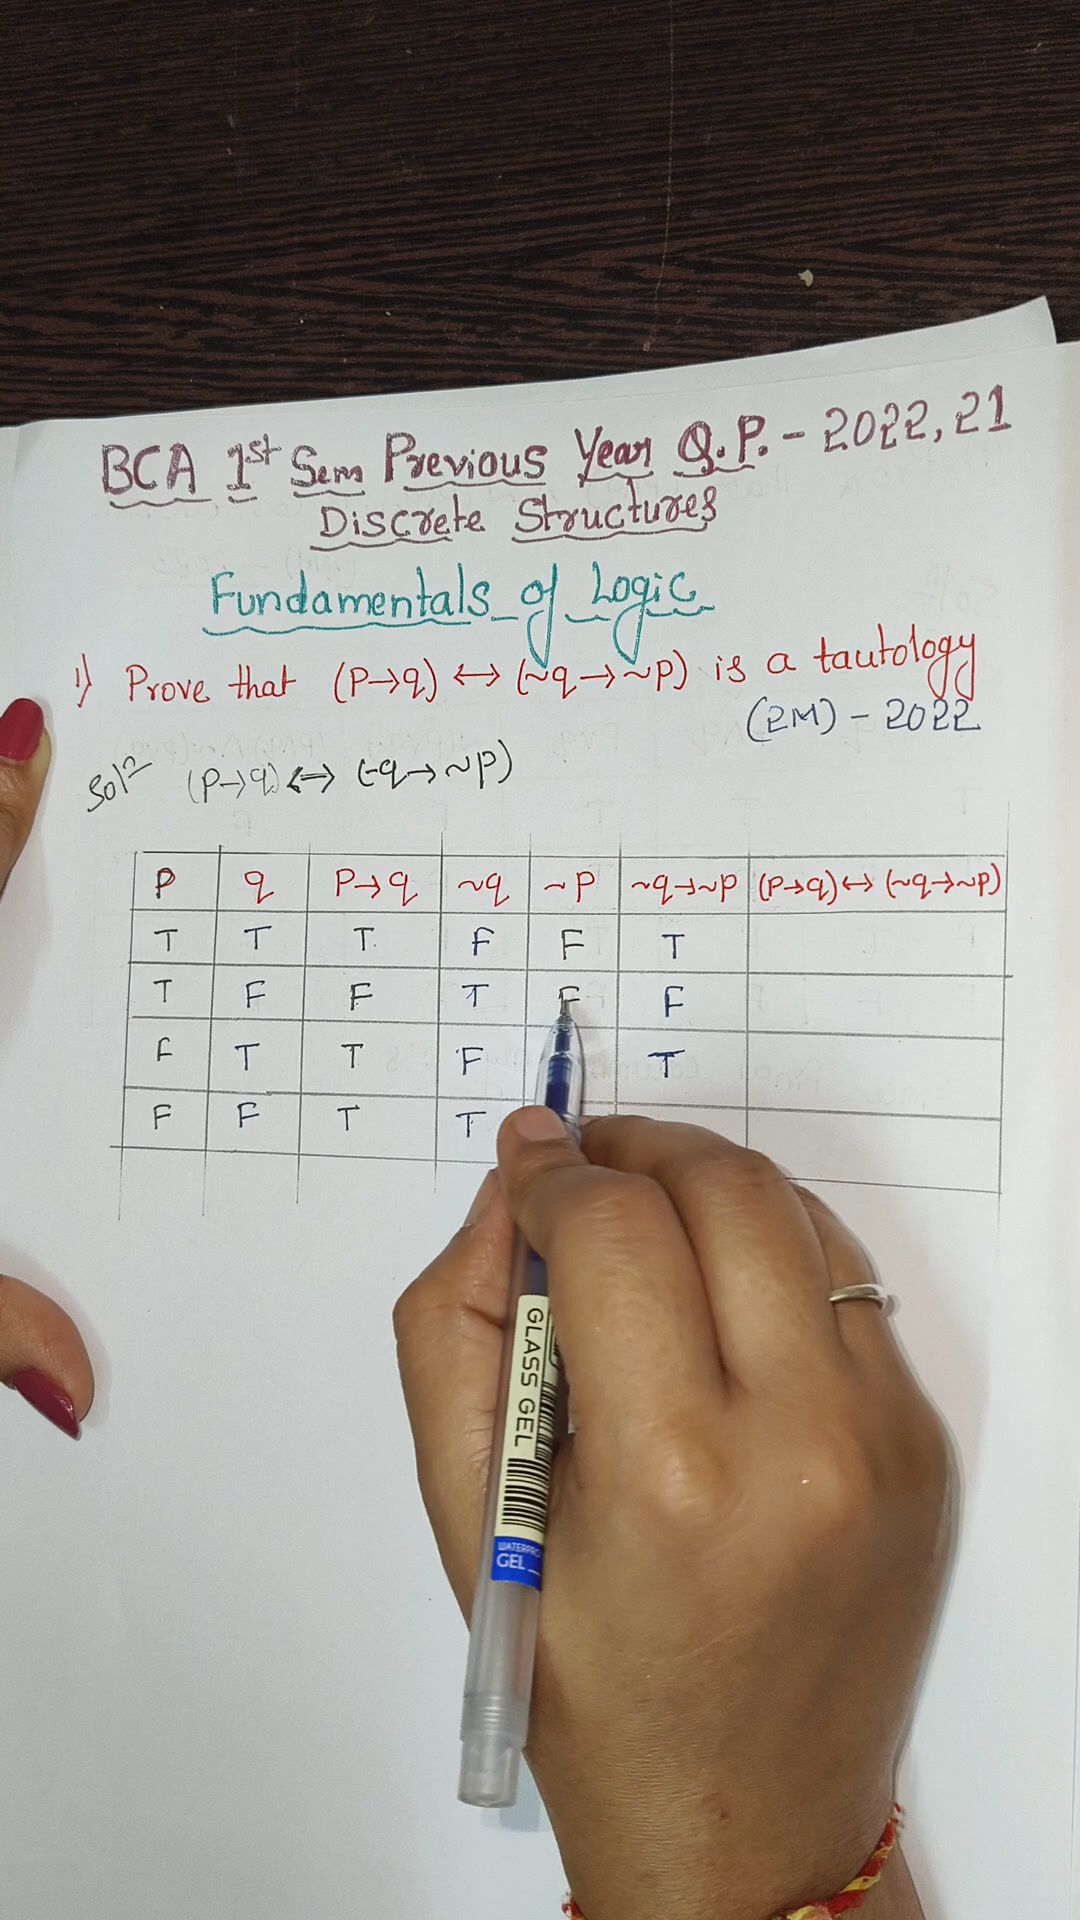 BCA 1st Sem Previous Year Q.P. - 2022, 21
Discrete Structures
Fundamentals of Logic
1) Prove that (P→q) ↔ (~q→~p) is a tautology
(2M) - 2022
Soln (P→q) ↔ (~q→~p)
P q P→q ~q ~P ~q→~p (P→q)↔(~q→~p)
T T T F F T
T F F T F F
F T T F T
F F T T
GLASS GEL
GEL